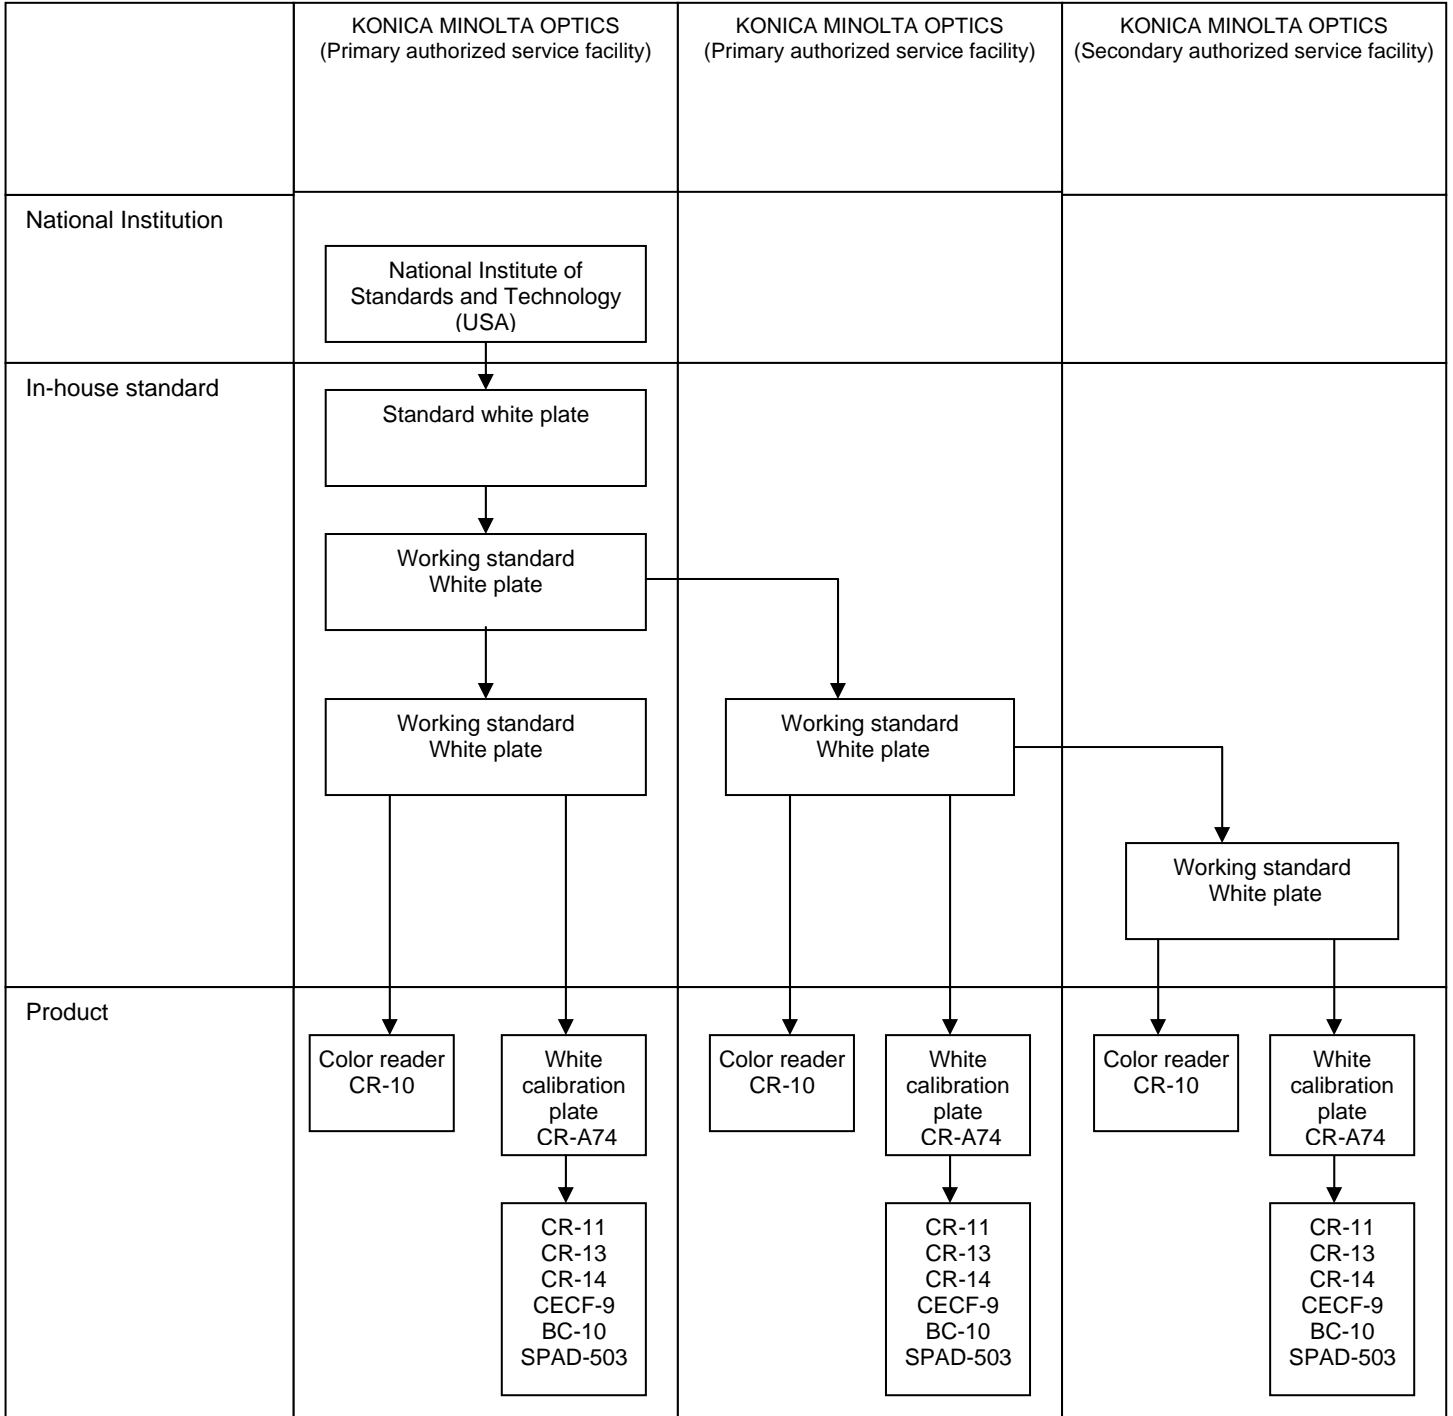 KONICA MINOLTA OPTICS
(Primary authorized service facility)
KONICA MINOLTA OPTICS
(Primary authorized service facility)
KONICA MINOLTA OPTICS
(Secondary authorized service facility)
National Institution
National Institute of
Standards and Technology
(USA)
In-house standard
Standard white plate
Working standard
White plate
Working standard
White plate
Working standard
White plate
Working standard
White plate
Product
Color reader
CR-10
White
calibration
plate
CR-A74
Color reader
CR-10
White
calibration
plate
CR-A74
Color reader
CR-10
White
calibration
plate
CR-A74
CR-11
CR-13
CR-14
CECF-9
BC-10
SPAD-503
CR-11
CR-13
CR-14
CECF-9
BC-10
SPAD-503
CR-11
CR-13
CR-14
CECF-9
BC-10
SPAD-503